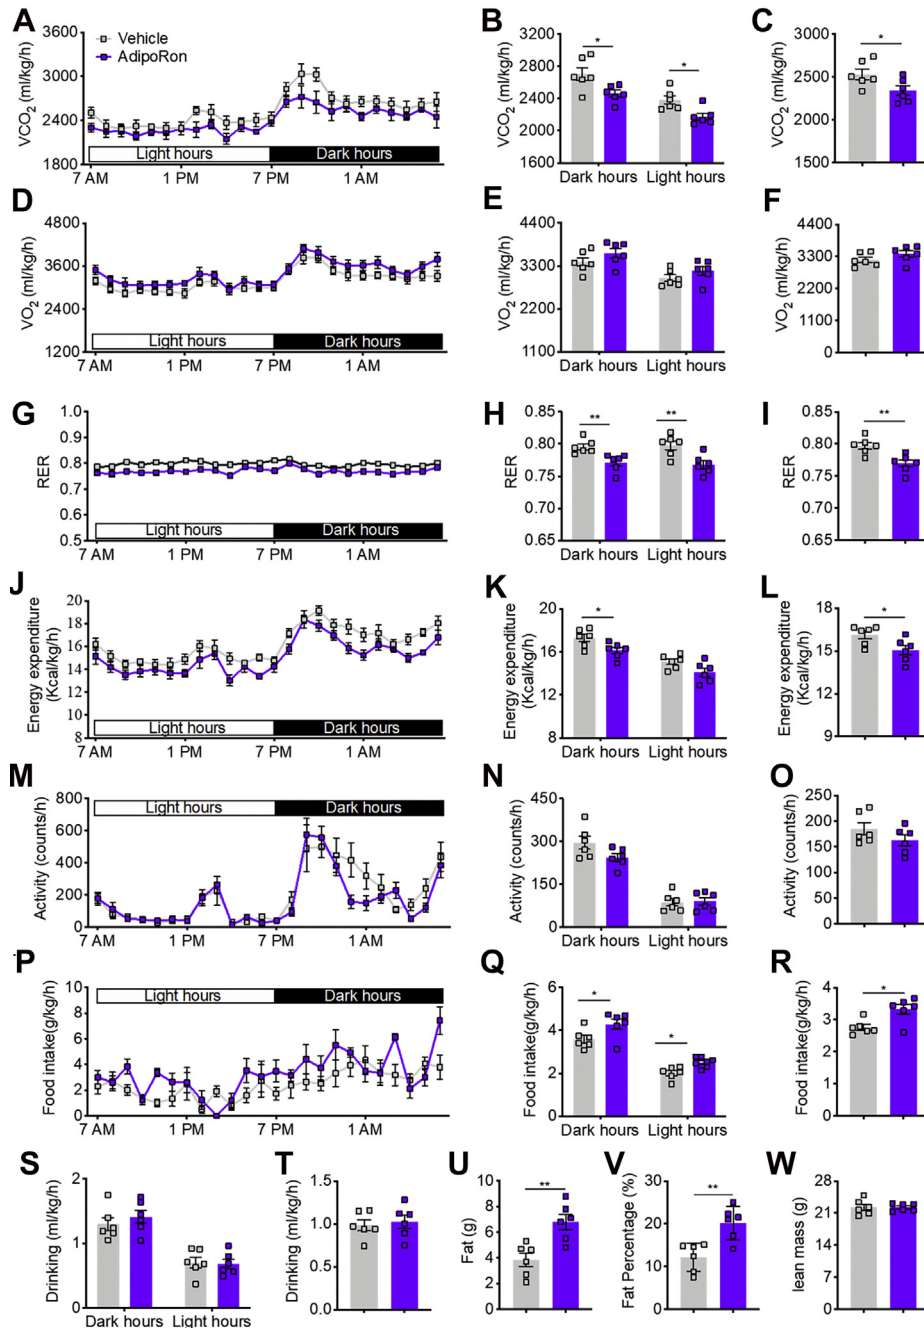 A
Vehicle
AdipoRon
VCO2 (ml/kg/h)
3600
3000
2400
1800
Light hours
Dark hours
7 AM
1 PM
7 PM
1 AM
B
VCO2 (ml/kg/h)
2800
2400
2000
1600
*
*
Dark hours
Light hours
C
VCO2 (ml/kg/h)
3000
2500
2000
1500
*
D
VO2 (ml/kg/h)
4800
3600
2400
1200
Light hours
Dark hours
7 AM
1 PM
7 PM
1 AM
E
VO2 (ml/kg/h)
4400
3300
2200
1100
Dark hours
Light hours
F
VO2 (ml/kg/h)
4400
3300
2200
1100
0
G
RER
1.0
0.9
0.8
0.7
0.6
0.5
Light hours
Dark hours
7 AM
1 PM
7 PM
1 AM
H
RER
0.85
0.80
0.75
0.70
0.65
**
**
Dark hours
Light hours
I
RER
0.85
0.80
0.75
0.70
0.65
**
J
Energy expenditure
(Kcal/kg/h)
20
18
16
14
12
10
8
Light hours
Dark hours
7 AM
1 PM
7 PM
1 AM
K
Energy expenditure
(Kcal/kg/h)
20
16
12
8
*
Dark hours
Light hours
L
Energy expenditure
(Kcal/kg/h)
18
15
12
9
*
M
Activity (counts/h)
800
600
400
200
0
Light hours
Dark hours
7 AM
1 PM
7 PM
1 AM
N
Activity (counts/h)
450
300
150
0
Dark hours
Light hours
O
Activity (counts/h)
250
200
150
100
50
0
P
Food intake(g/kg/h)
10
8
6
4
2
0
Light hours
Dark hours
7 AM
1 PM
7 PM
1 AM
Q
Food intake(g/kg/h)
6
4
2
0
*
*
Dark hours
Light hours
R
Food intake(g/kg/h)
4
3
2
1
0
*
S
Drinking (ml/kg/h)
2
1
0
Dark hours
Light hours
T
Drinking (ml/kg/h)
1.5
1.0
0.5
0.0
U
Fat (g)
10
8
6
4
2
0
**
V
Fat Percentage (%)
30
20
10
0
**
W
lean mass (g)
28
21
14
7
0